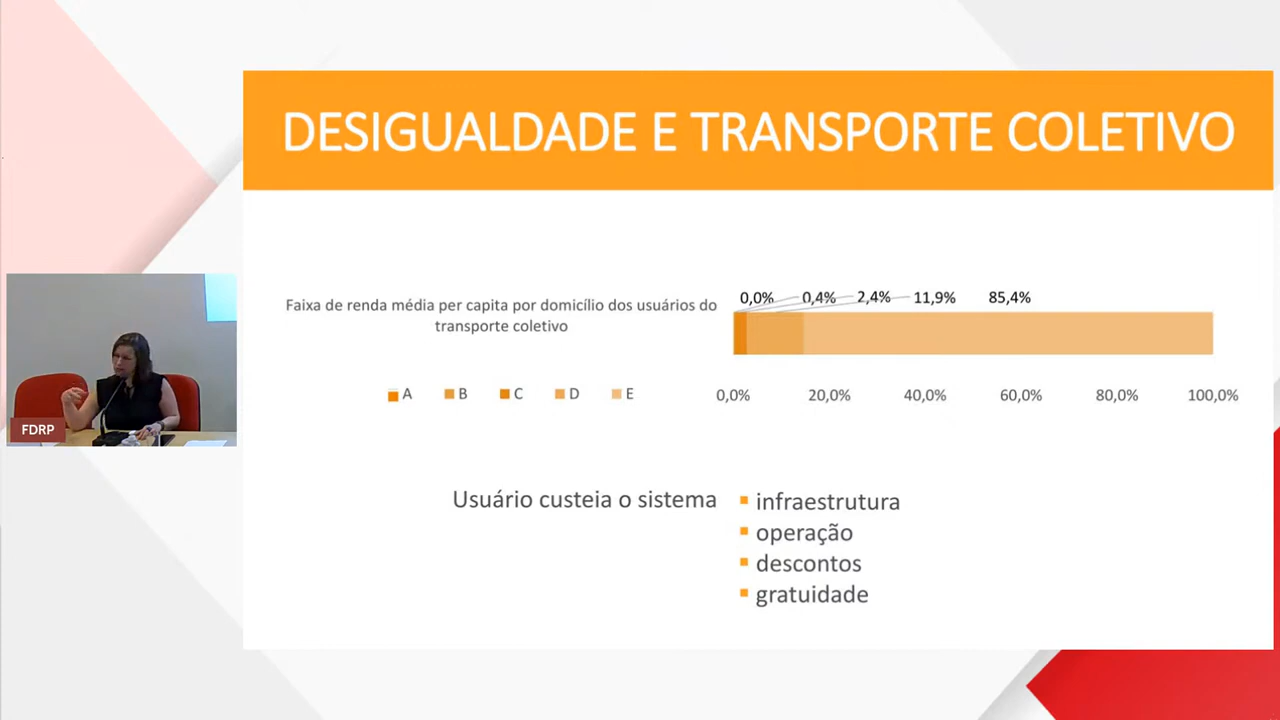 DESIGUALDADE E TRANSPORTE COLETIVO
Faixa de renda média per capita por domicílio dos usuários do
transporte coletivo
0,0% 0,4% 2,4% 11,9% 85,4%
A B C D E
0,0% 20,0% 40,0% 60,0% 80,0% 100,0%
FDRP
Usuário custeia o sistema
infraestrutura
operação
descontos
gratuidade